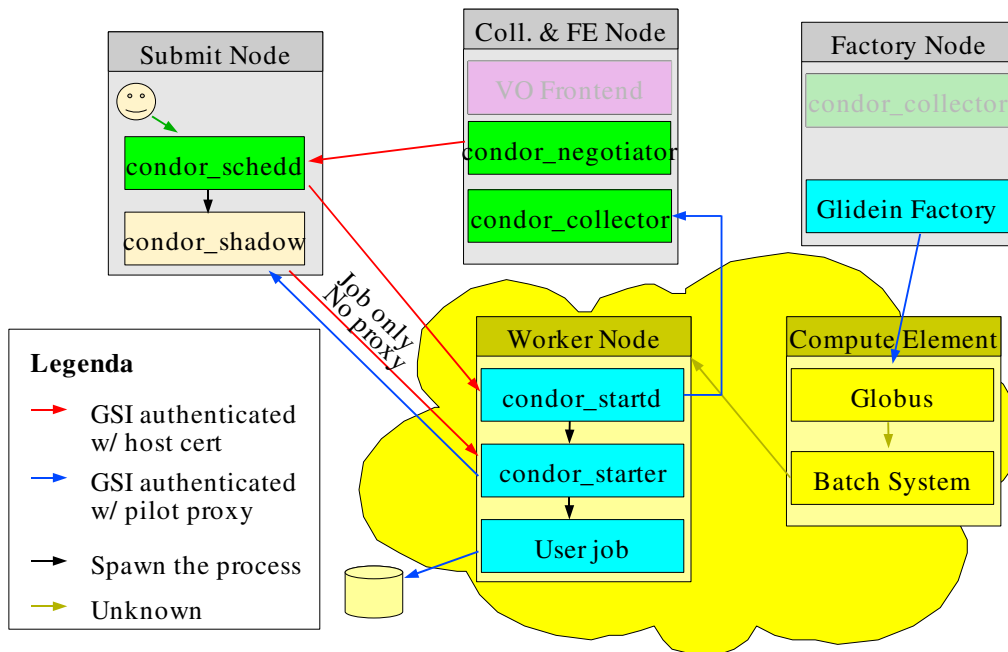 Submit Node
condor_schedd
condor_shadow
Coll. & FE Node
VO Frontend
condor_negotiator
condor_collector
Factory Node
condor_collector
Glidein Factory
Job only
No proxy
Worker Node
condor_startd
condor_starter
User job
Compute Element
Globus
Batch System
Legenda
GSI authenticated
w/ host cert
GSI authenticated
w/ pilot proxy
Spawn the process
Unknown